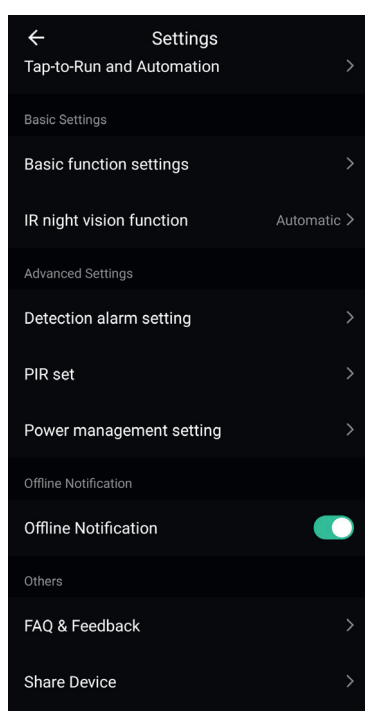 Settings
Tap-to-Run and Automation
Basic Settings
Basic function settings
IR night vision function Automatic
Advanced Settings
Detection alarm setting
PIR set
Power management setting
Offline Notification
Offline Notification
Others
FAQ & Feedback
Share Device